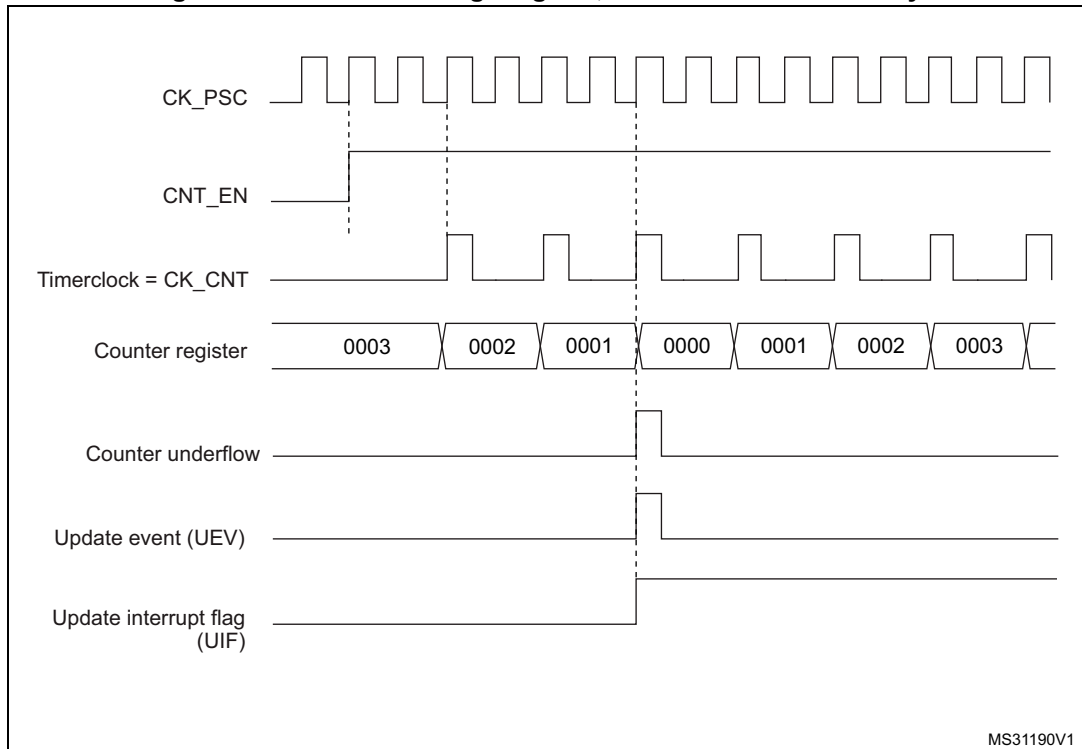 CK_PSC
CNT_EN
Timerclock = CK_CNT
Counter register 0003 0002 0001 0000 0001 0002 0003
Counter underflow
Update event (UEV)
Update interrupt flag
(UIF)
MS31190V1